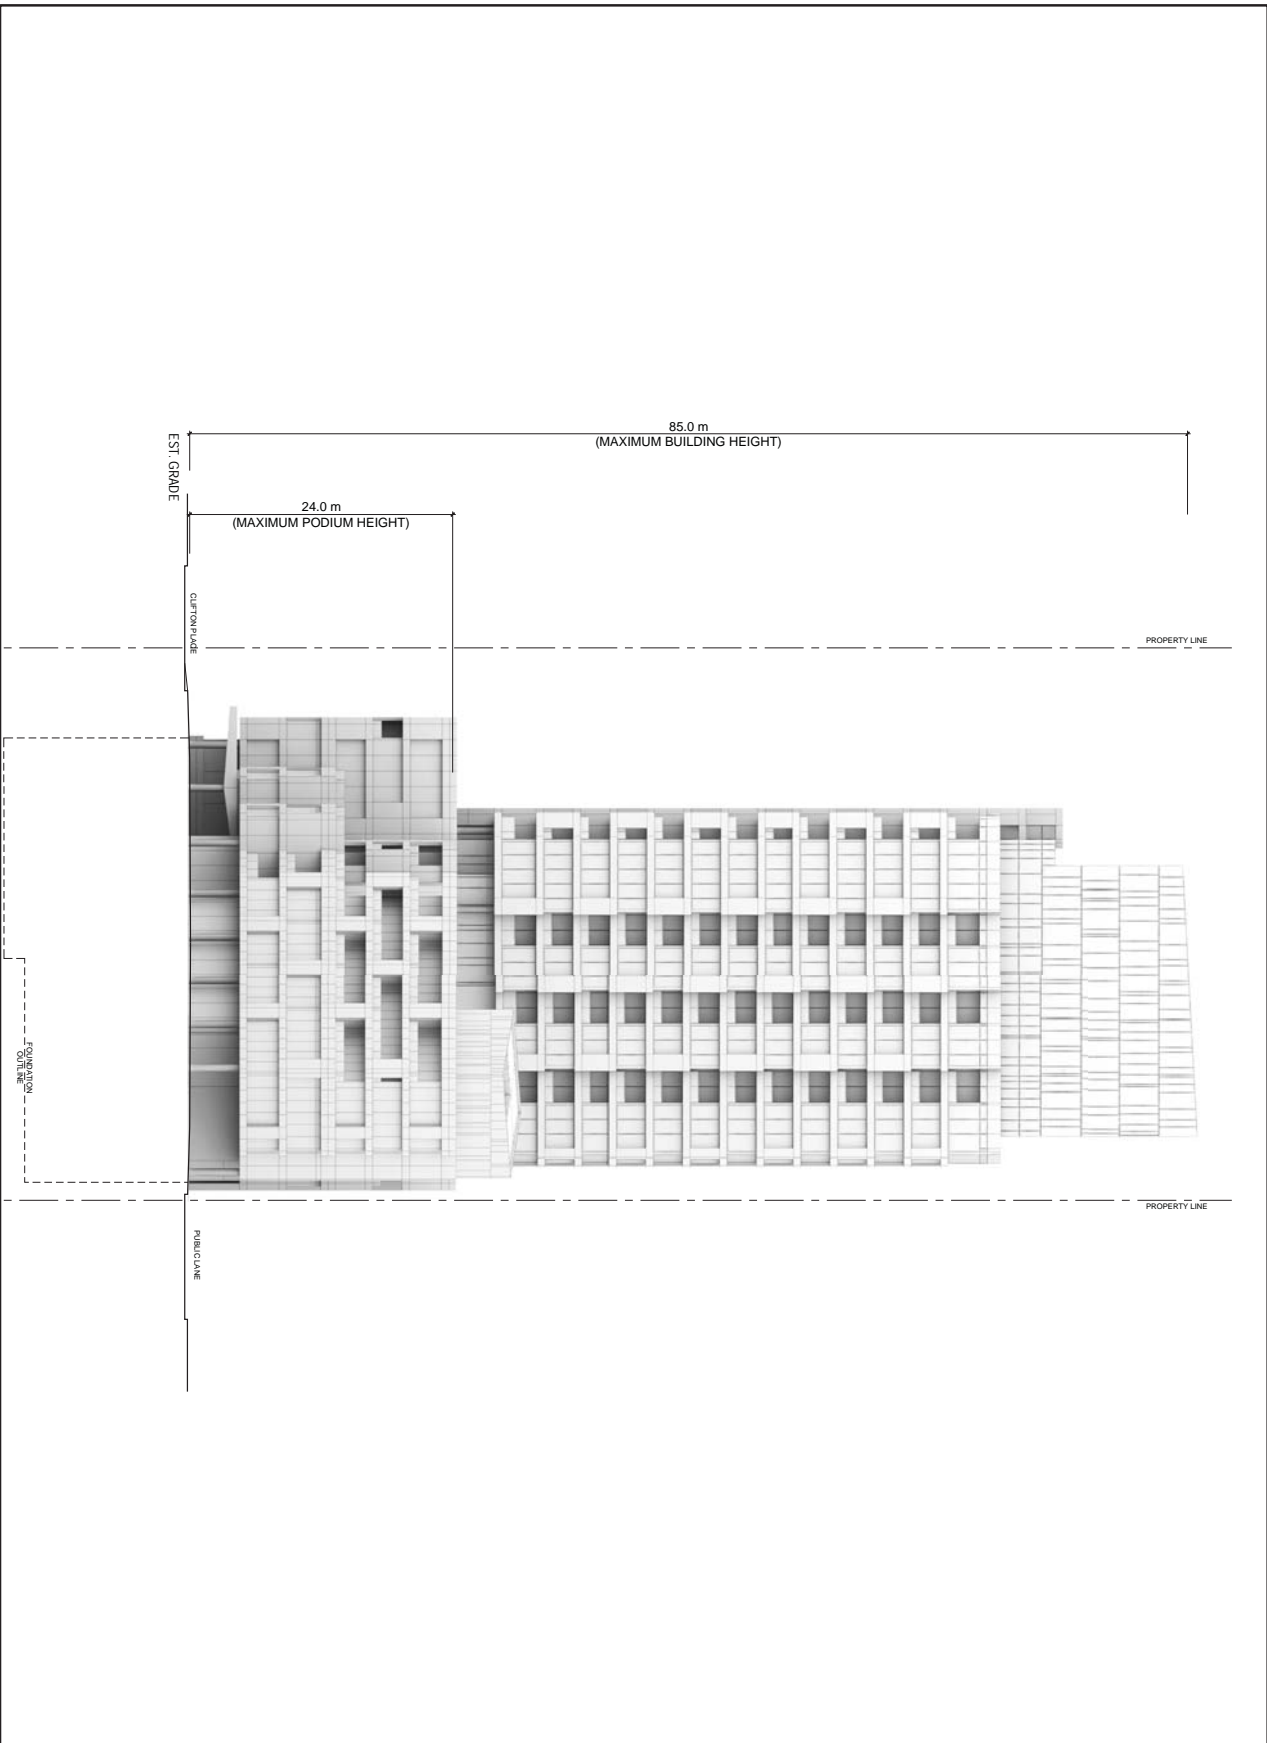 85.0 m
(MAXIMUM BUILDING HEIGHT)
EST. GRADE
24.0 m
(MAXIMUM PODIUM HEIGHT)
CLIFTON PLACE
PROPERTY LINE
FOUNDATION
OUTLINE
PROPERTY LINE
PUBLIC LANE